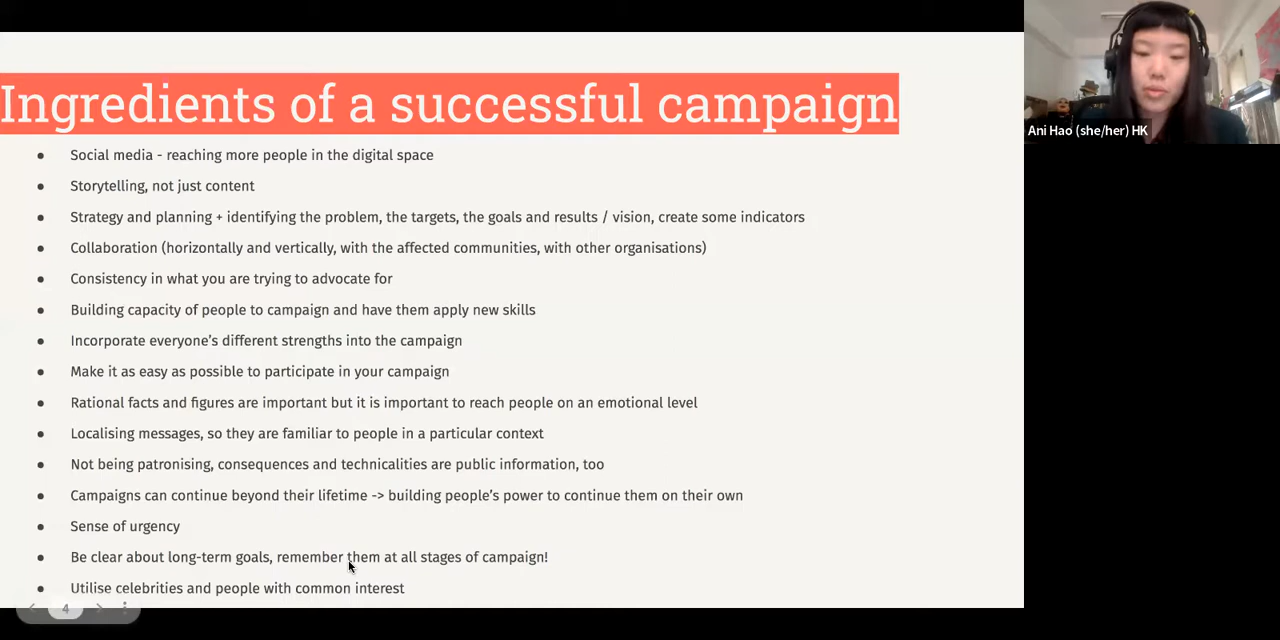 Ingredients of a successful campaign
● Social media - reaching more people in the digital space
● Storytelling, not just content
● Strategy and planning + identifying the problem, the targets, the goals and results / vision, create some indicators
● Collaboration (horizontally and vertically, with the affected communities, with other organisations)
● Consistency in what you are trying to advocate for
● Building capacity of people to campaign and have them apply new skills
● Incorporate everyone’s different strengths into the campaign
● Make it as easy as possible to participate in your campaign
● Rational facts and figures are important but it is important to reach people on an emotional level
● Localising messages, so they are familiar to people in a particular context
● Not being patronising, consequences and technicalities are public information, too
● Campaigns can continue beyond their lifetime -> building people’s power to continue them on their own
● Sense of urgency
● Be clear about long-term goals, remember them at all stages of campaign!
● Utilise celebrities and people with common interest
4
Ani Hao (she/her) HK